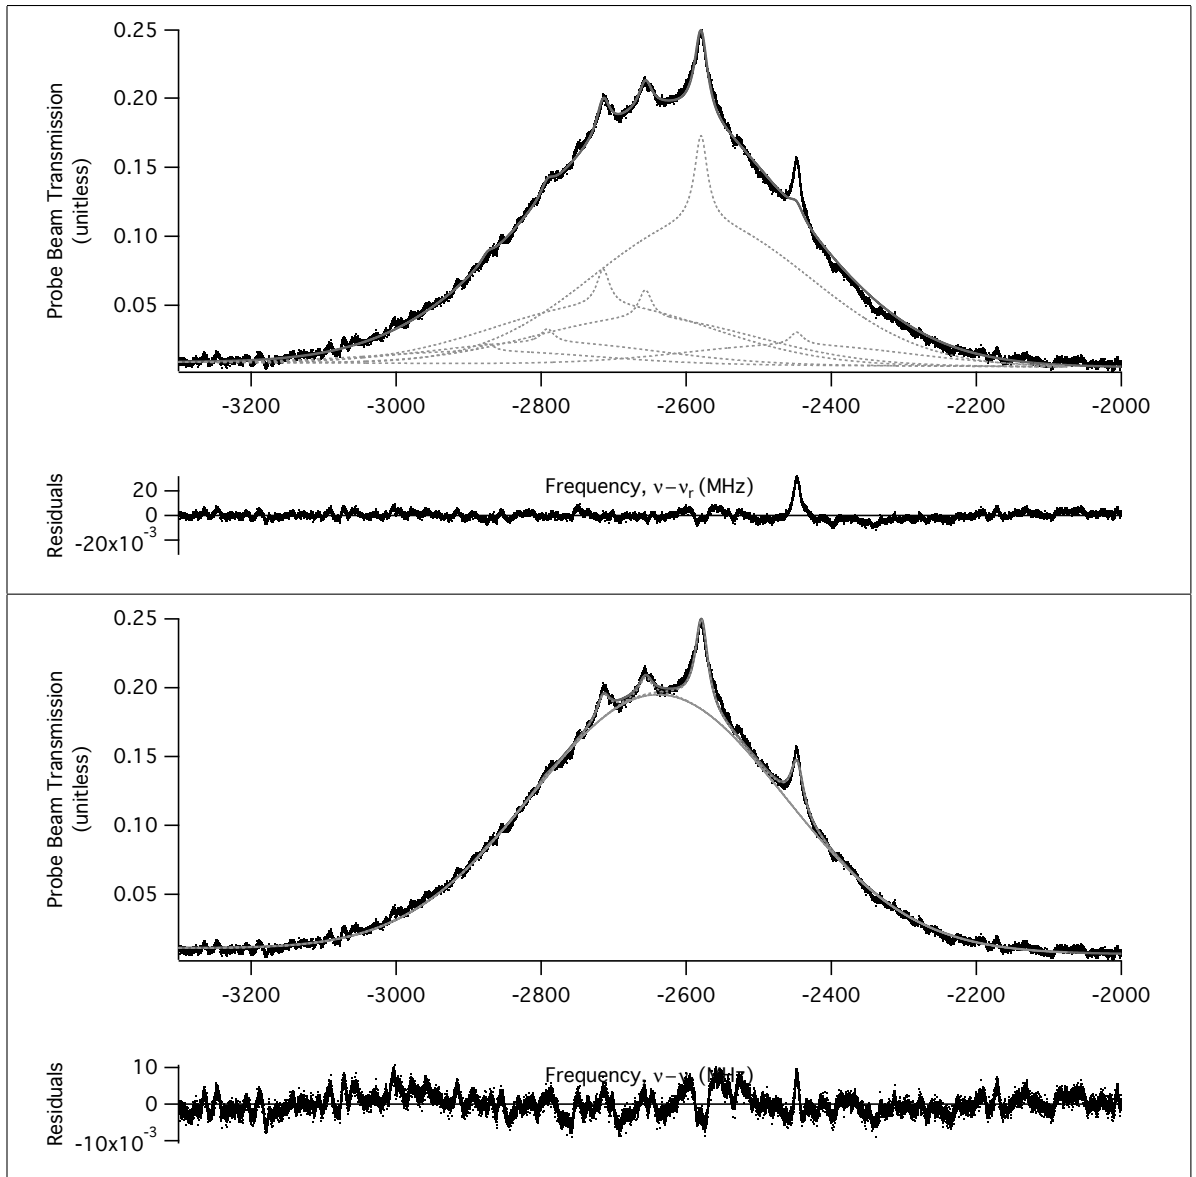 0.25
0.20
0.15
0.10
0.05
Probe Beam Transmission
(unitless)
-3200 -3000 -2800 -2600 -2400 -2200 -2000
Frequency, ν−νr (MHz)
20
0
-20x10-3
Residuals
0.25
0.20
0.15
0.10
0.05
Probe Beam Transmission
(unitless)
-3200 -3000 -2800 -2600 -2400 -2200 -2000
Frequency, ν−ν
10
0
-10x10-3
Residuals